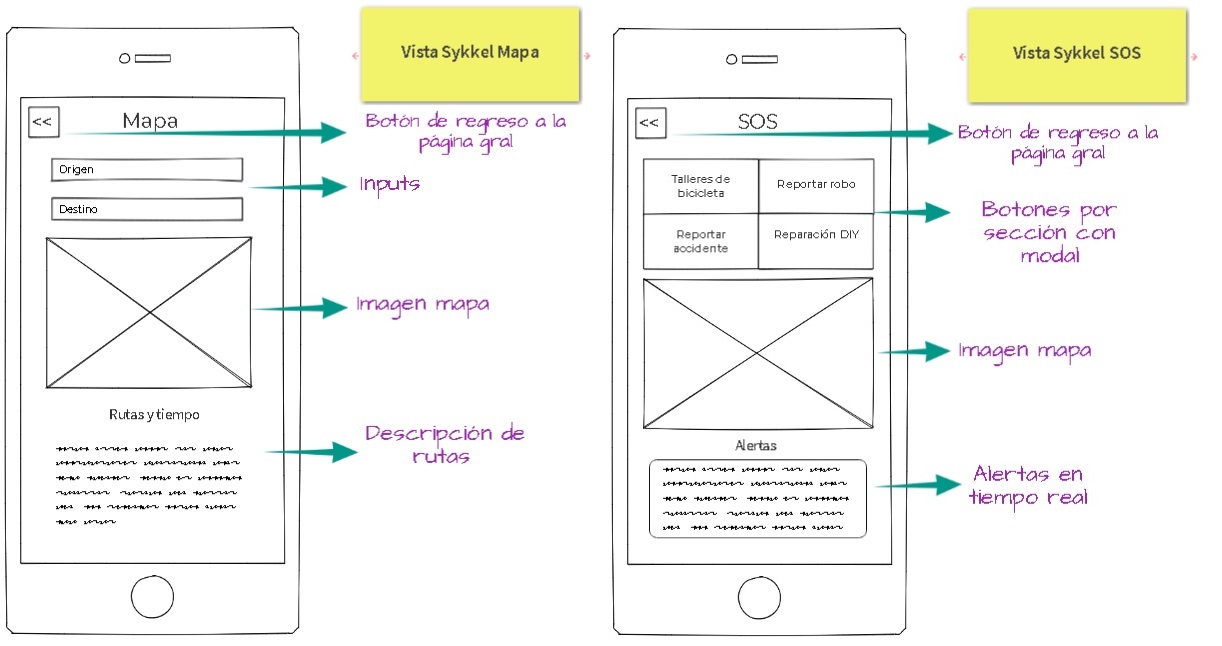 Vista Sykkel Mapa
<< Mapa
Botón de regreso a la
página gral
Origen
Inputs
Destino
Imagen mapa
Rutas y tiempo
Descripción de
rutas
Vista Sykkel SOS
<< SOS
Botón de regreso a la
página gral
Talleres de
bicicleta
Reportar robo
Reportar
accidente
Reparación DIY
Botones por
sección con
modal
Imagen mapa
Alertas
Alertas en
tiempo real